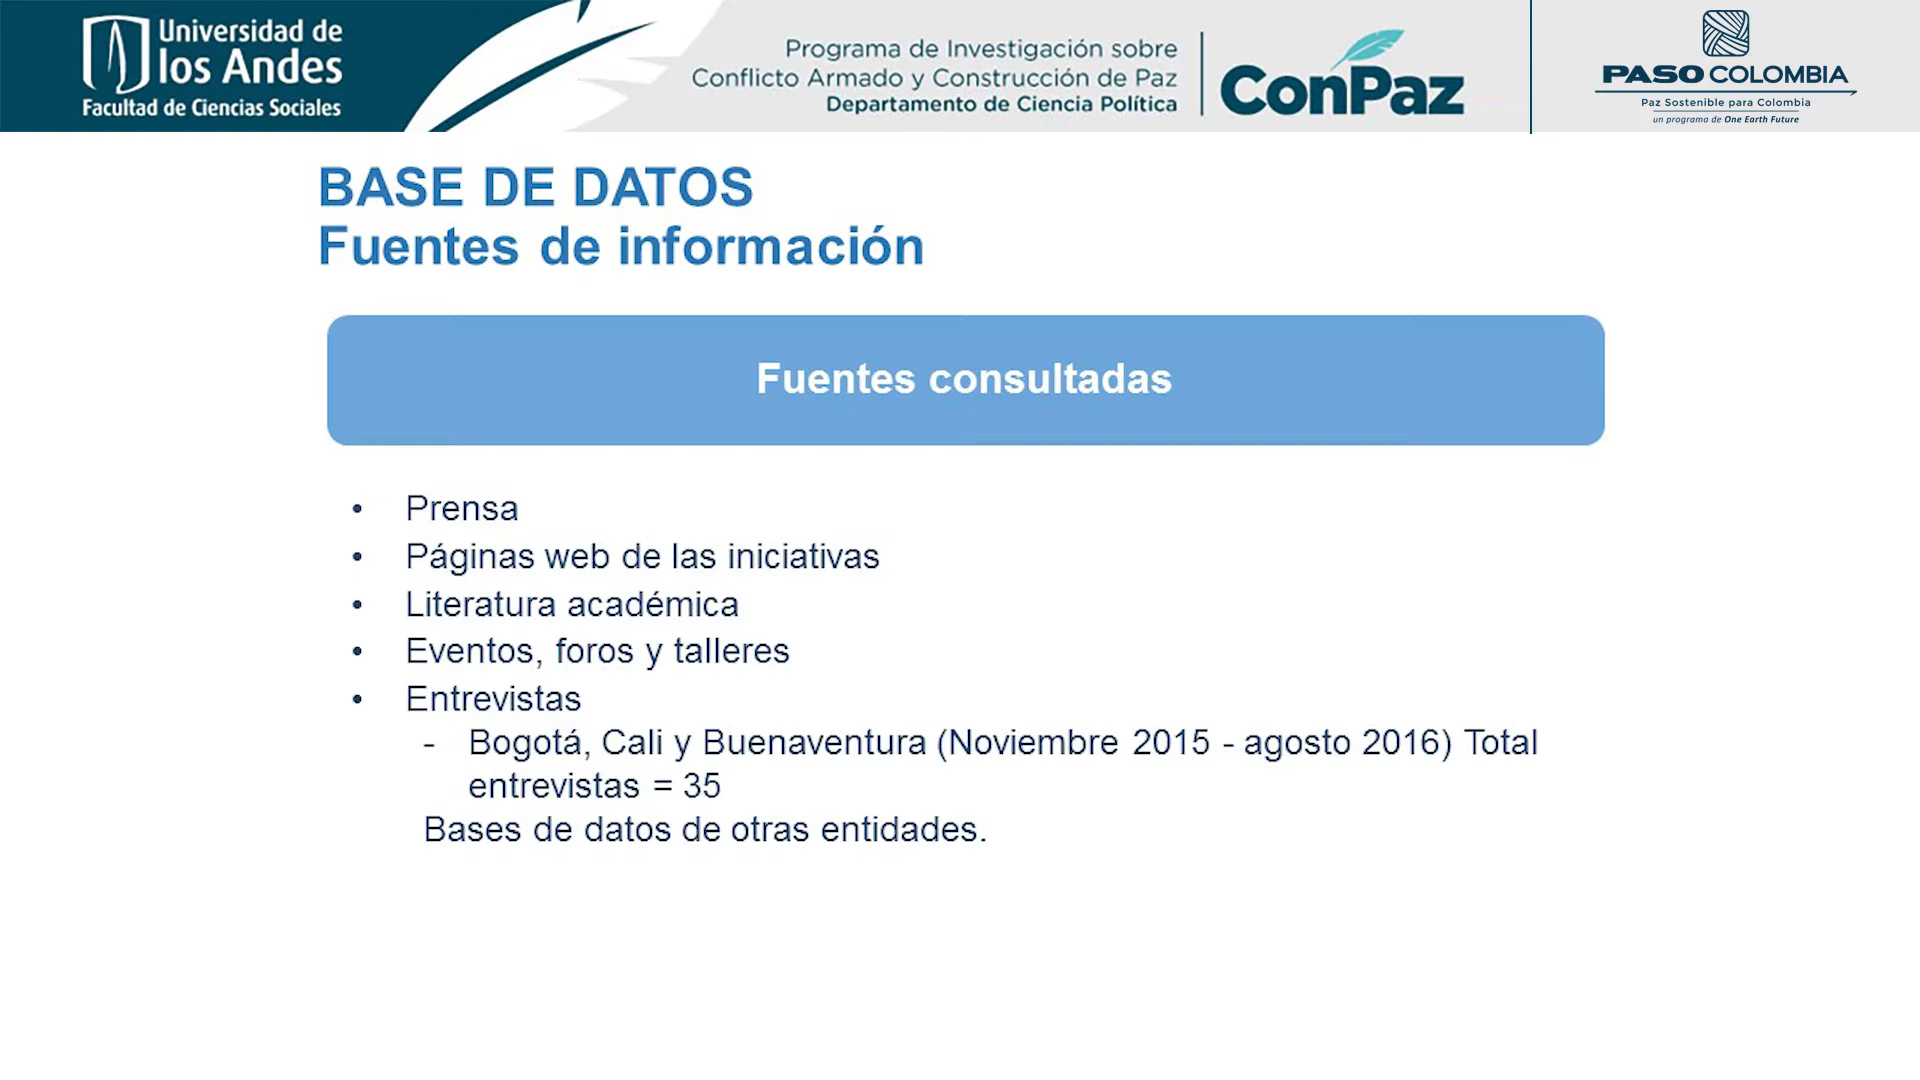 Universidad de
los Andes
Facultad de Ciencias Sociales
Programa de Investigación sobre
Conflicto Armado y Construcción de Paz
Departamento de Ciencia Política
ConPaz
PASO COLOMBIA
Paz Sostenible para Colombia
un programa de One Earth Future
BASE DE DATOS
Fuentes de información
Fuentes consultadas
• Prensa
• Páginas web de las iniciativas
• Literatura académica
• Eventos, foros y talleres
• Entrevistas
- Bogotá, Cali y Buenaventura (Noviembre 2015 - agosto 2016) Total
entrevistas = 35
Bases de datos de otras entidades.